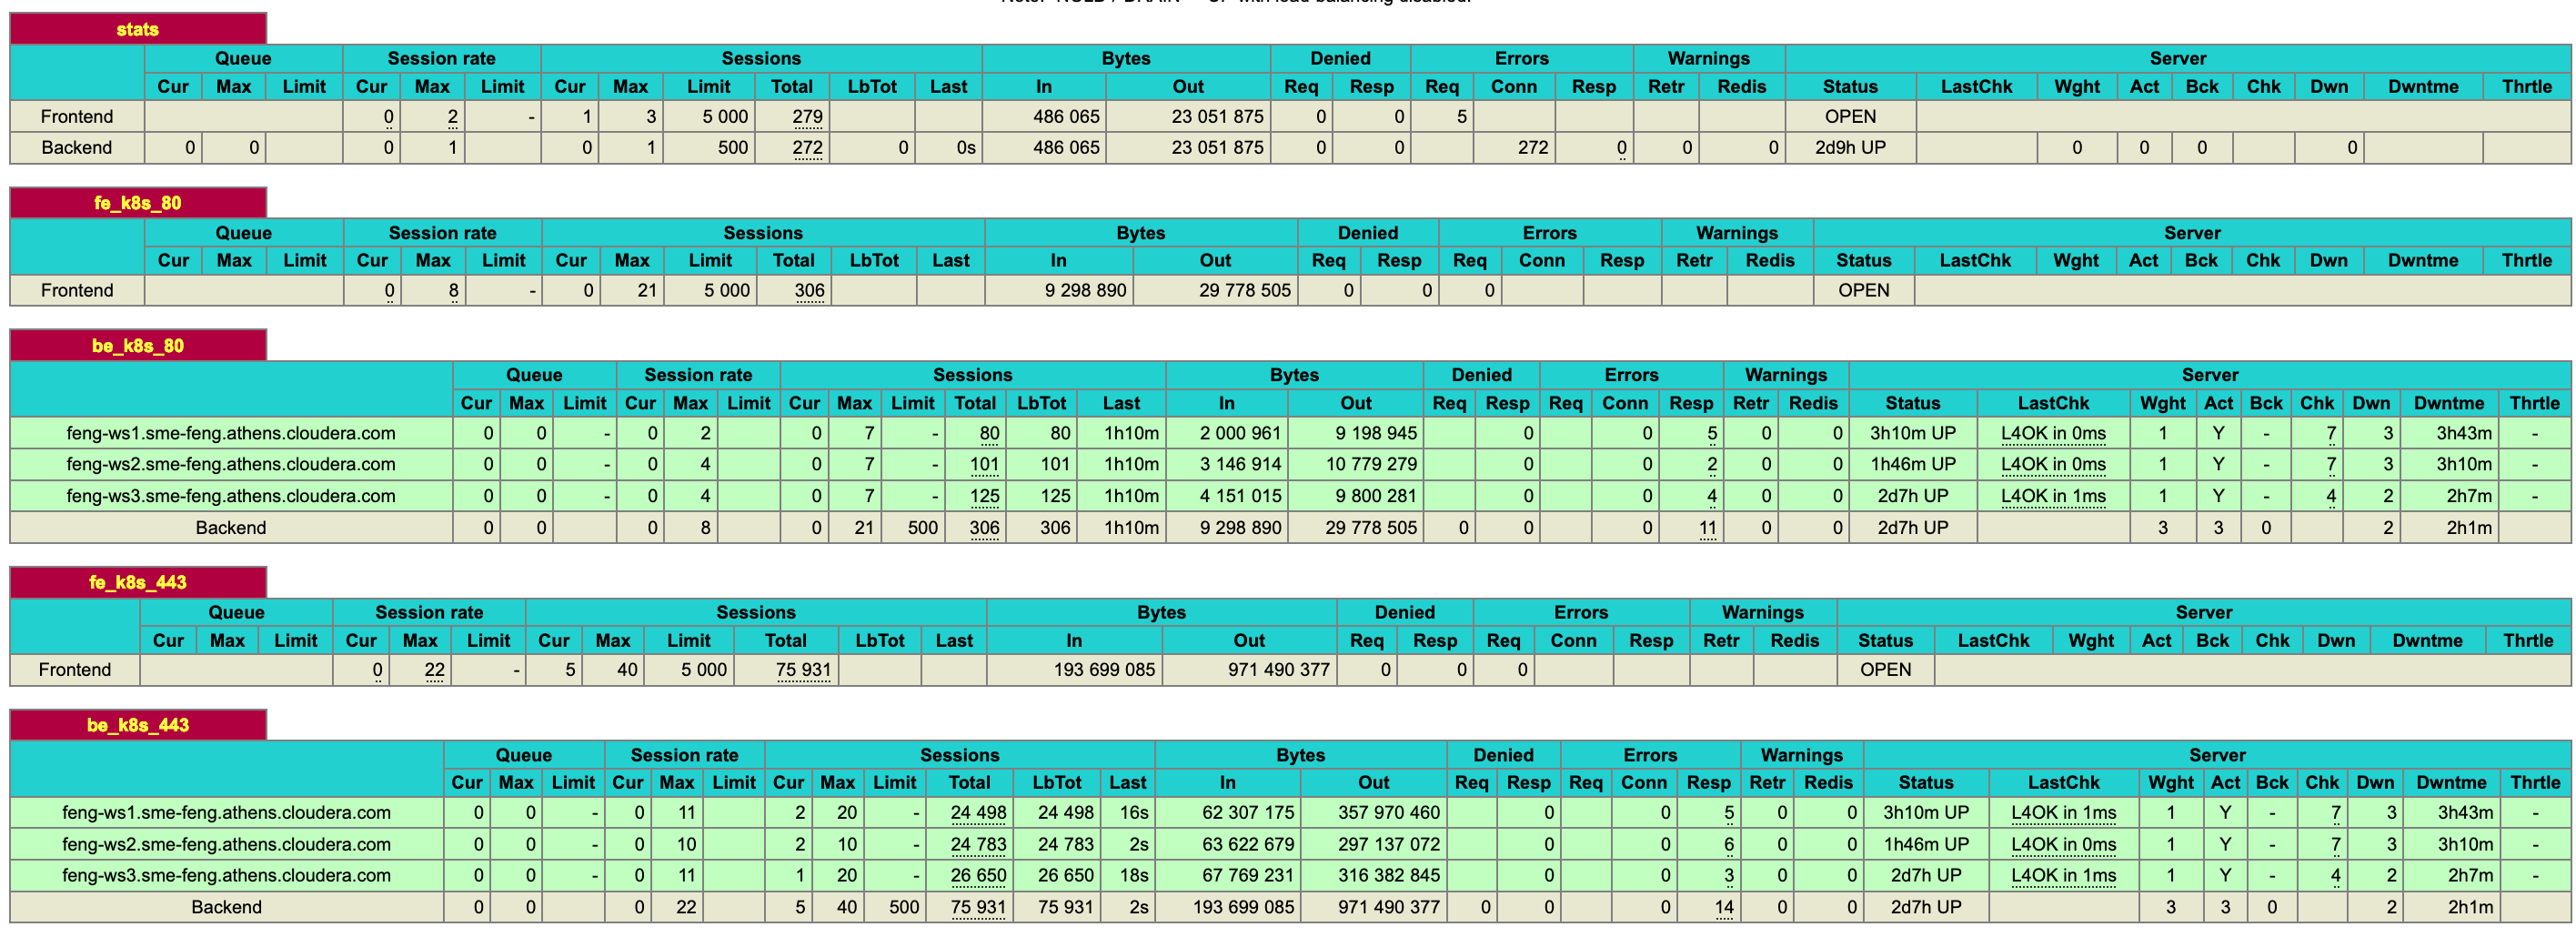 stats
Queue Session rate Sessions Bytes Denied Errors Warnings Server
Cur Max Limit Cur Max Limit Cur Max Limit Total LbTot Last In Out Req Resp Req Conn Resp Retr Redis Status LastChk Wght Act Bck Chk Dwn Dwntme Thrtle
Frontend 0 2 - 1 3 5 000 279 486 065 23 051 875 0 0 5 OPEN
Backend 0 0 0 1 0 1 500 272 0 0s 486 065 23 051 875 0 0 272 0 0 0 2d9h UP 0 0 0 0
fe_k8s_80
Queue Session rate Sessions Bytes Denied Errors Warnings Server
Cur Max Limit Cur Max Limit Cur Max Limit Total LbTot Last In Out Req Resp Req Conn Resp Retr Redis Status LastChk Wght Act Bck Chk Dwn Dwntme Thrtle
Frontend 0 8 - 0 21 5 000 306 9 298 890 29 778 505 0 0 0 OPEN
be_k8s_80
Queue Session rate Sessions Bytes Denied Errors Warnings Server
Cur Max Limit Cur Max Limit Cur Max Limit Total LbTot Last In Out Req Resp Req Conn Resp Retr Redis Status LastChk Wght Act Bck Chk Dwn Dwntme Thrtle
feng-ws1.sme-feng.athens.cloudera.com 0 0 - 0 2 0 7 - 80 80 1h10m 2 000 961 9 198 945 0 0 5 0 0 3h10m UP L4OK in 0ms 1 Y - 7 3 3h43m -
feng-ws2.sme-feng.athens.cloudera.com 0 0 - 0 4 0 7 - 101 101 1h10m 3 146 914 10 779 279 0 0 2 0 0 1h46m UP L4OK in 0ms 1 Y - 7 3 3h10m -
feng-ws3.sme-feng.athens.cloudera.com 0 0 - 0 4 0 7 - 125 125 1h10m 4 151 015 9 800 281 0 0 4 0 0 2d7h UP L4OK in 1ms 1 Y - 4 2 2h7m -
Backend 0 0 0 8 0 21 500 306 306 1h10m 9 298 890 29 778 505 0 0 0 11 0 0 2d7h UP 3 3 0 2 2h1m
fe_k8s_443
Queue Session rate Sessions Bytes Denied Errors Warnings Server
Cur Max Limit Cur Max Limit Cur Max Limit Total LbTot Last In Out Req Resp Req Conn Resp Retr Redis Status LastChk Wght Act Bck Chk Dwn Dwntme Thrtle
Frontend 0 22 - 5 40 5 000 75 931 193 699 085 971 490 377 0 0 0 OPEN
be_k8s_443
Queue Session rate Sessions Bytes Denied Errors Warnings Server
Cur Max Limit Cur Max Limit Cur Max Limit Total LbTot Last In Out Req Resp Req Conn Resp Retr Redis Status LastChk Wght Act Bck Chk Dwn Dwntme Thrtle
feng-ws1.sme-feng.athens.cloudera.com 0 0 - 0 11 2 20 - 24 498 24 498 16s 62 307 175 357 970 460 0 0 5 0 0 3h10m UP L4OK in 1ms 1 Y - 7 3 3h43m -
feng-ws2.sme-feng.athens.cloudera.com 0 0 - 0 10 2 10 - 24 783 24 783 2s 63 622 679 297 137 072 0 0 6 0 0 1h46m UP L4OK in 0ms 1 Y - 7 3 3h10m -
feng-ws3.sme-feng.athens.cloudera.com 0 0 - 0 11 1 20 - 26 650 26 650 18s 67 769 231 316 382 845 0 0 3 0 0 2d7h UP L4OK in 1ms 1 Y - 4 2 2h7m -
Backend 0 0 0 22 5 40 500 75 931 75 931 2s 193 699 085 971 490 377 0 0 0 14 0 0 2d7h UP 3 3 0 2 2h1m